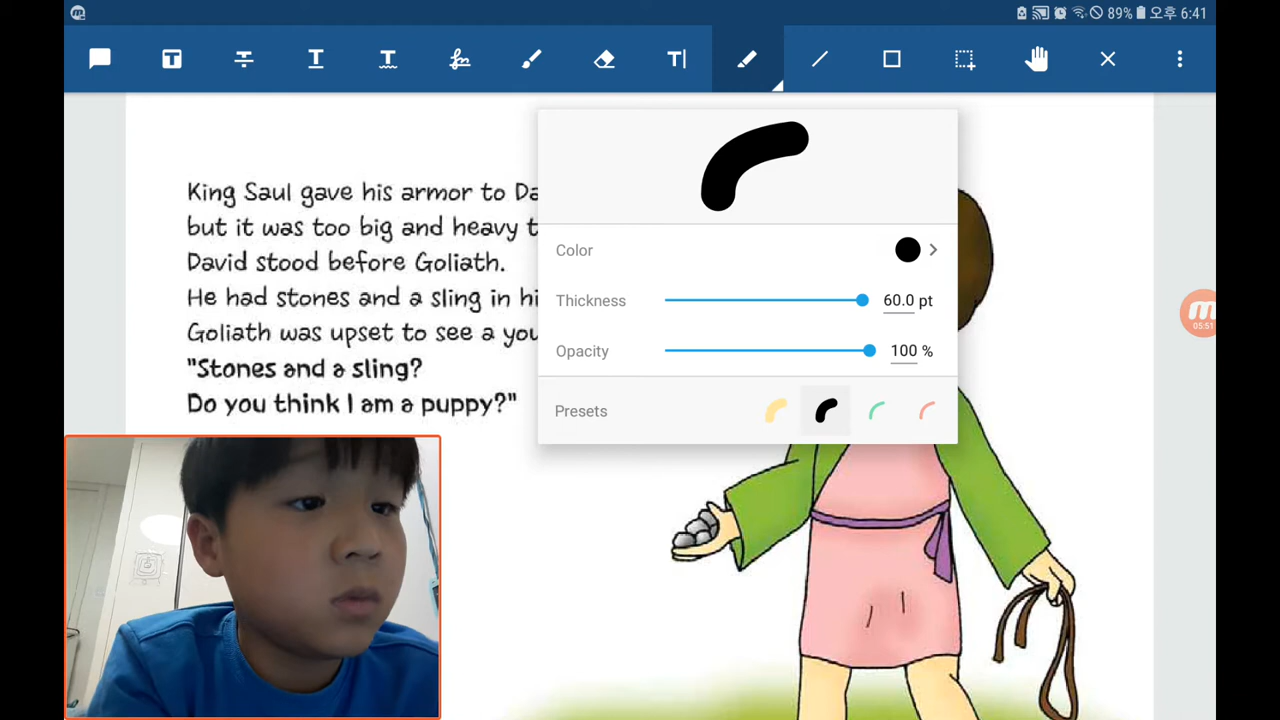 89% 오후 6:41
T T T T T|
King Saul gave his armor to Da
but it was too big and heavy t
David stood before Goliath.
He had stones and a sling in hi
Goliath was upset to see a you
"Stones and a sling?
Do you think I am a puppy?"
Color
Thickness 60.0 pt
Opacity 100 %
Presets
05:51